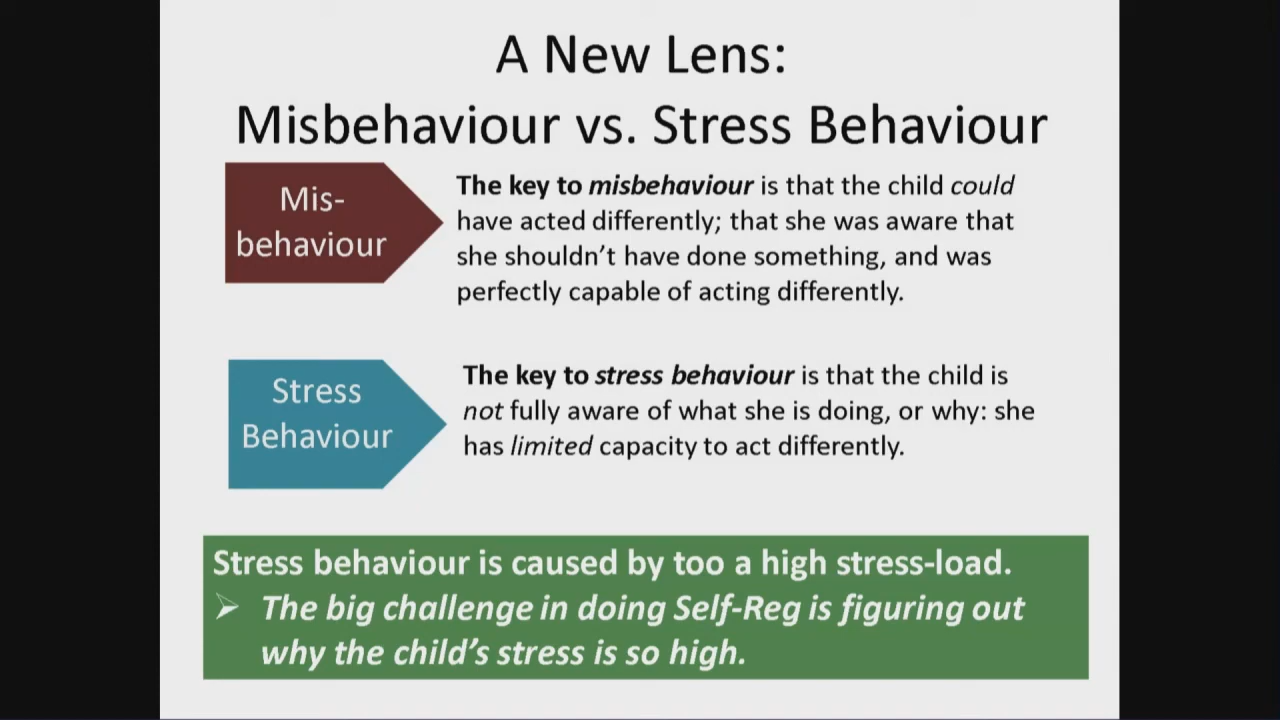 A New Lens:
Misbehaviour vs. Stress Behaviour
Mis-
behaviour
The key to misbehaviour is that the child could
have acted differently; that she was aware that
she shouldn’t have done something, and was
perfectly capable of acting differently.
Stress
Behaviour
The key to stress behaviour is that the child is
not fully aware of what she is doing, or why: she
has limited capacity to act differently.
Stress behaviour is caused by too a high stress-load.
➢ The big challenge in doing Self-Reg is figuring out
why the child’s stress is so high.